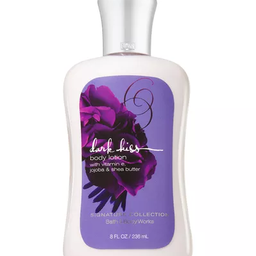 dark kiss
body lotion
with vitamin e,
jojoba & shea butter
SIGNATURE COLLECTION
Bath & Body Works
8 FL OZ / 236 mL